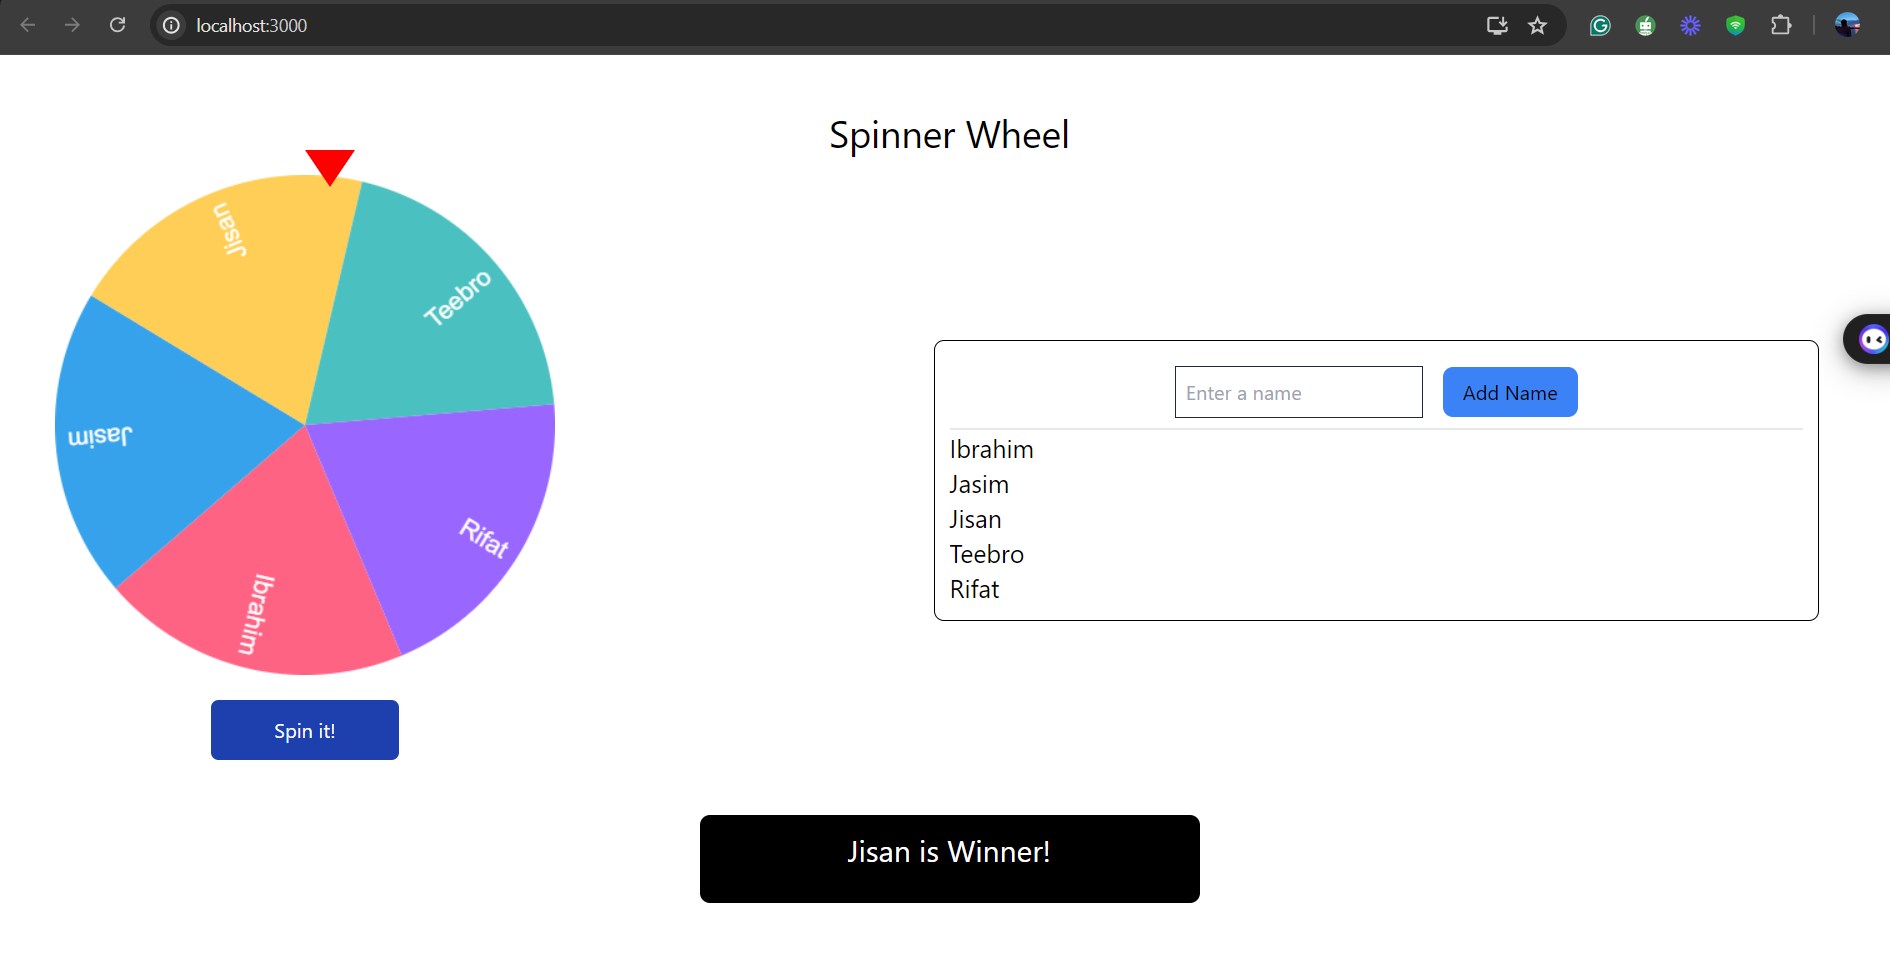 localhost:3000
Spinner Wheel
Jisan
Teebro
Jasim
Rifat
Ibrahim
Spin it!
Enter a name
Add Name
Ibrahim
Jasim
Jisan
Teebro
Rifat
Jisan is Winner!